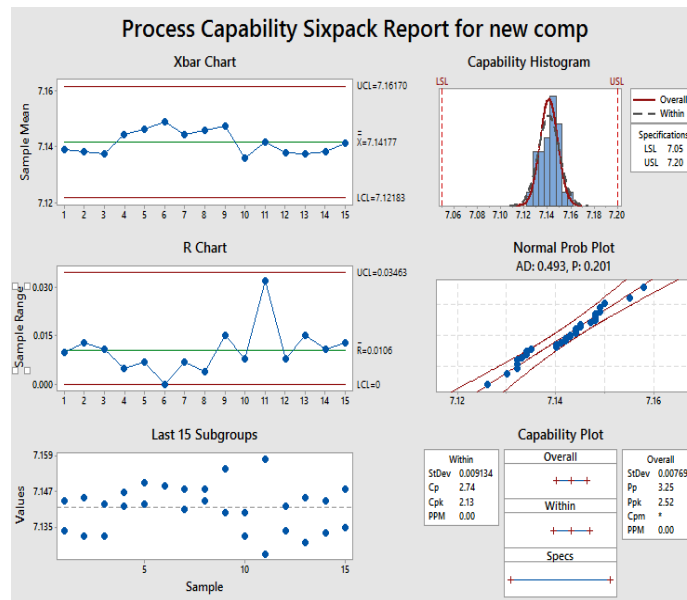 Process Capability Sixpack Report for new comp
Xbar Chart
Sample Mean
7.16
7.14
7.12
1 2 3 4 5 6 7 8 9 10 11 12 13 14 15
UCL=7.16170
X=7.14177
LCL=7.12183
Capability Histogram
LSL
USL
7.06 7.08 7.10 7.12 7.14 7.16 7.18 7.20
Overall
Within
Specifications
LSL 7.05
USL 7.20
R Chart
Sample Range
0.030
0.015
0.000
1 2 3 4 5 6 7 8 9 10 11 12 13 14 15
UCL=0.03463
R=0.0106
LCL=0
Normal Prob Plot
AD: 0.493, P: 0.201
7.12 7.14 7.16
Last 15 Subgroups
Values
7.159
7.147
7.135
5 10 15
Sample
Capability Plot
Within
StDev 0.009134
Cp 2.74
Cpk 2.13
PPM 0.00
Overall
Within
Specs
Overall
StDev 0.00769
Pp 3.25
Ppk 2.52
Cpm *
PPM 0.00